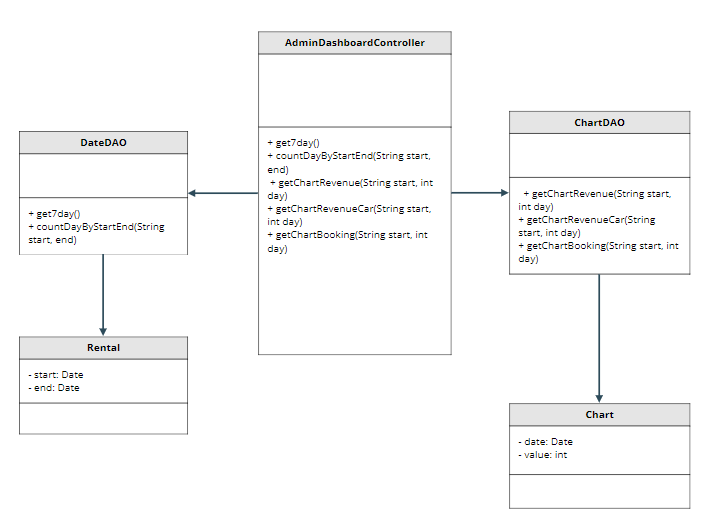 AdminDashboardController
+ get7day()
+ countDayByStartEnd(String start,
end)
+ getChartRevenue(String start, int
day)
+ getChartRevenueCar(String start,
int day)
+ getChartBooking(String start, int
day)
DateDAO
+ get7day()
+ countDayByStartEnd(String
start, end)
ChartDAO
+ getChartRevenue(String start,
int day)
+ getChartRevenueCar(String
start, int day)
+ getChartBooking(String start, int
day)
Rental
- start: Date
- end: Date
Chart
- date: Date
- value: int